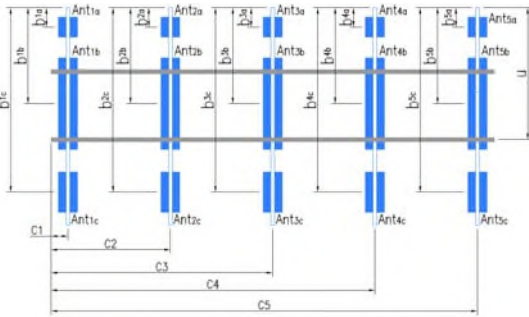 Ant1a Ant2a Ant3a Ant4a Ant5a
b1a b2a b3a b4a b5a
b1b b2b b3b b4b b5b
Ant1b Ant2b Ant3b Ant4b Ant5b
b1c b2c b3c b4c b5c
u
Ant1c Ant2c Ant3c Ant4c Ant5c
C1
C2
C3
C4
C5